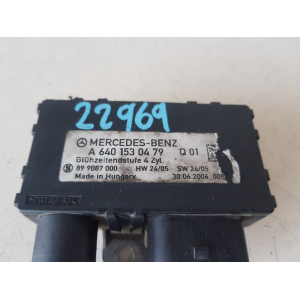 22969
MERCEDES-BENZ
A 640 153 04 79 Q 01
Glühzeitendstufe 4 Zyl.
89 9087 000 HW 26/05 SW 24/05
Made in Hungary 30.06.2006